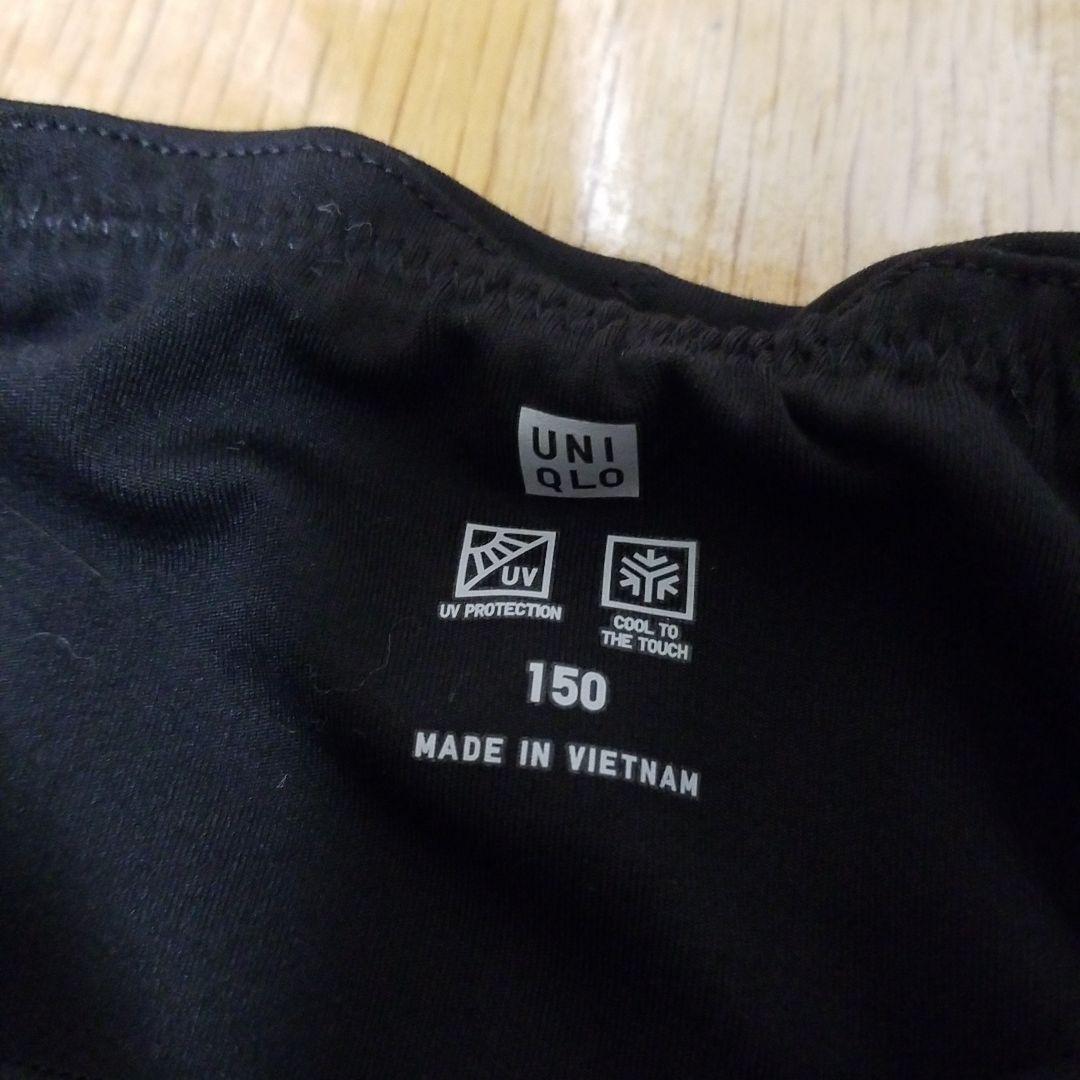 UNI
QLO
UV
UV PROTECTION
COOL TO
THE TOUCH
150
MADE IN VIETNAM